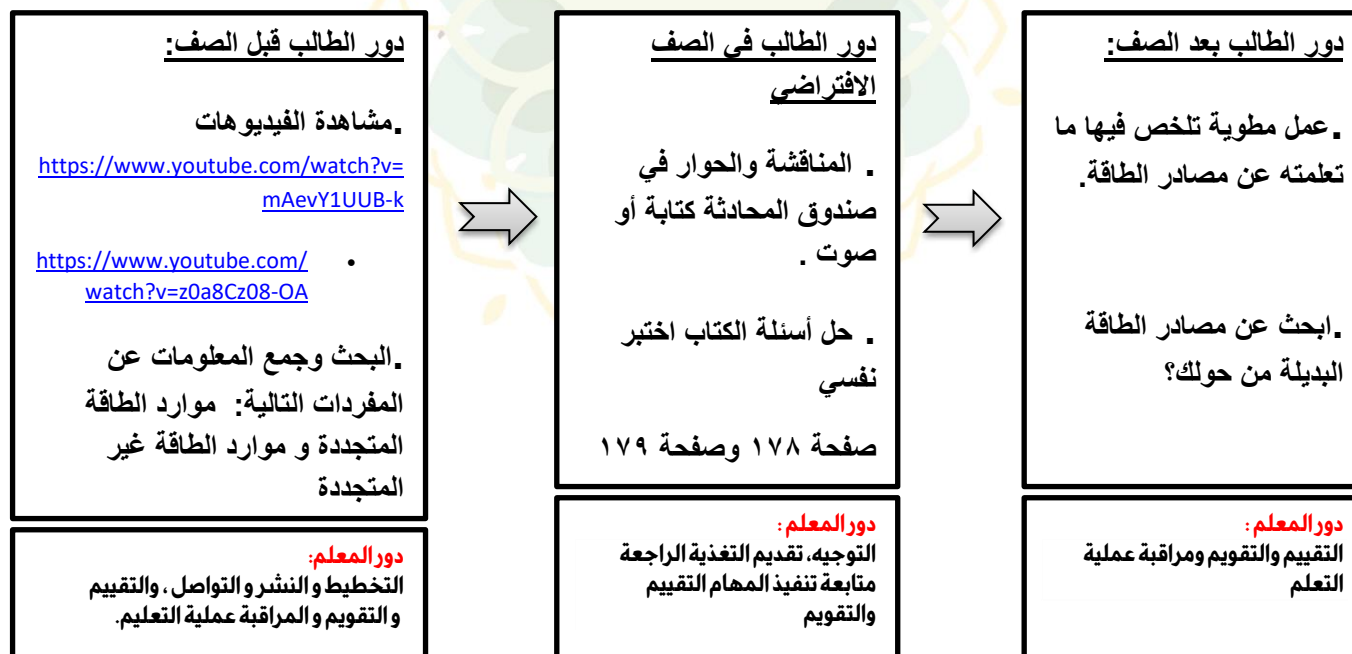 دور الطالب قبل الصف:
.مشاهدة الفيديوهات
https://www.youtube.com/watch?v=
mAevY1UUB-k
• https://www.youtube.com/
watch?v=z0a8Cz08-OA
.البحث وجمع المعلومات عن
المفردات التالية: موارد الطاقة
المتجددة و موارد الطاقة غير
المتجددة
دور المعلم:
التخطيط و النشر و التواصل ، والتقييم
و التقويم و المراقبة عملية التعليم.
دور الطالب في الصف
الافتراضي
. المناقشة والحوار في
صندوق المحادثة كتابة أو
صوت .
. حل أسئلة الكتاب اختبر
نفسي
صفحة ١٧٨ وصفحة ١٧٩
دور المعلم :
التوجيه، تقديم التغذية الراجعة
متابعة تنفيذ المهام التقييم
والتقويم
دور الطالب بعد الصف:
.عمل مطوية تلخص فيها ما
تعلمته عن مصادر الطاقة.
.ابحث عن مصادر الطاقة
البديلة من حولك؟
دور المعلم :
التقييم والتقويم ومراقبة عملية
التعلم